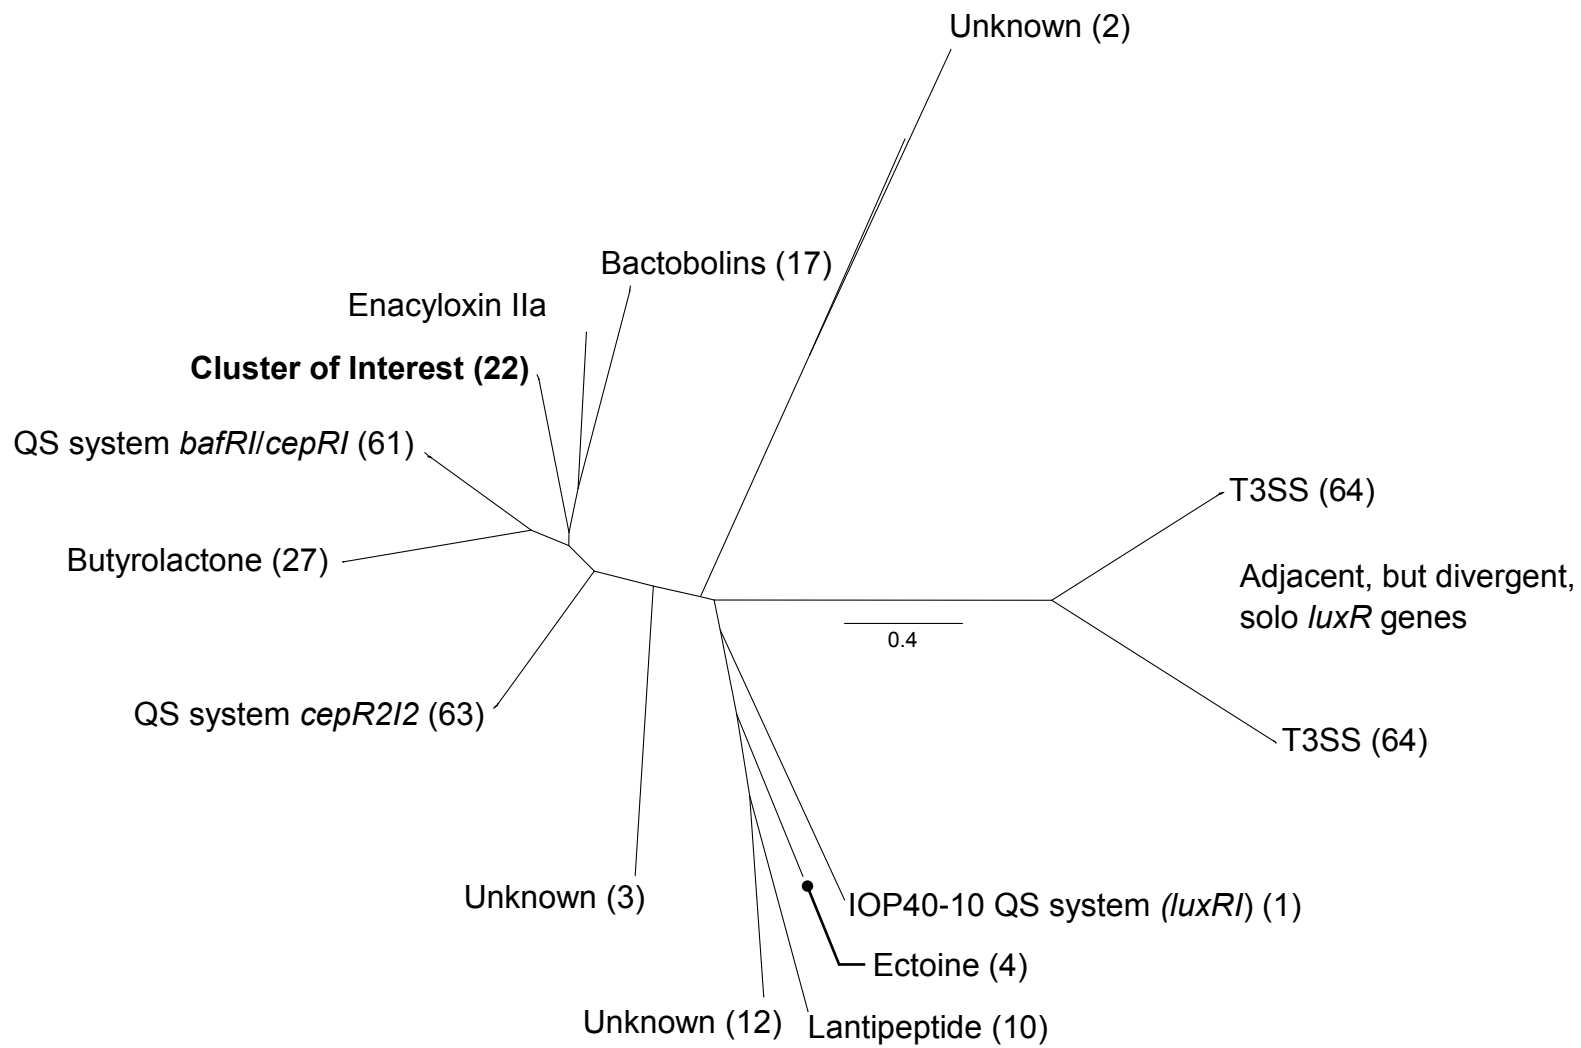 Unknown (2)
Bactobolins (17)
Enacyloxin IIa
Cluster of Interest (22)
QS system bafRI/cepRI (61)
T3SS (64)
Butyrolactone (27)
Adjacent, but divergent,
solo luxR genes
0.4
QS system cepR2I2 (63)
T3SS (64)
Unknown (3)
IOP40-10 QS system (luxRI) (1)
Ectoine (4)
Unknown (12)
Lantipeptide (10)